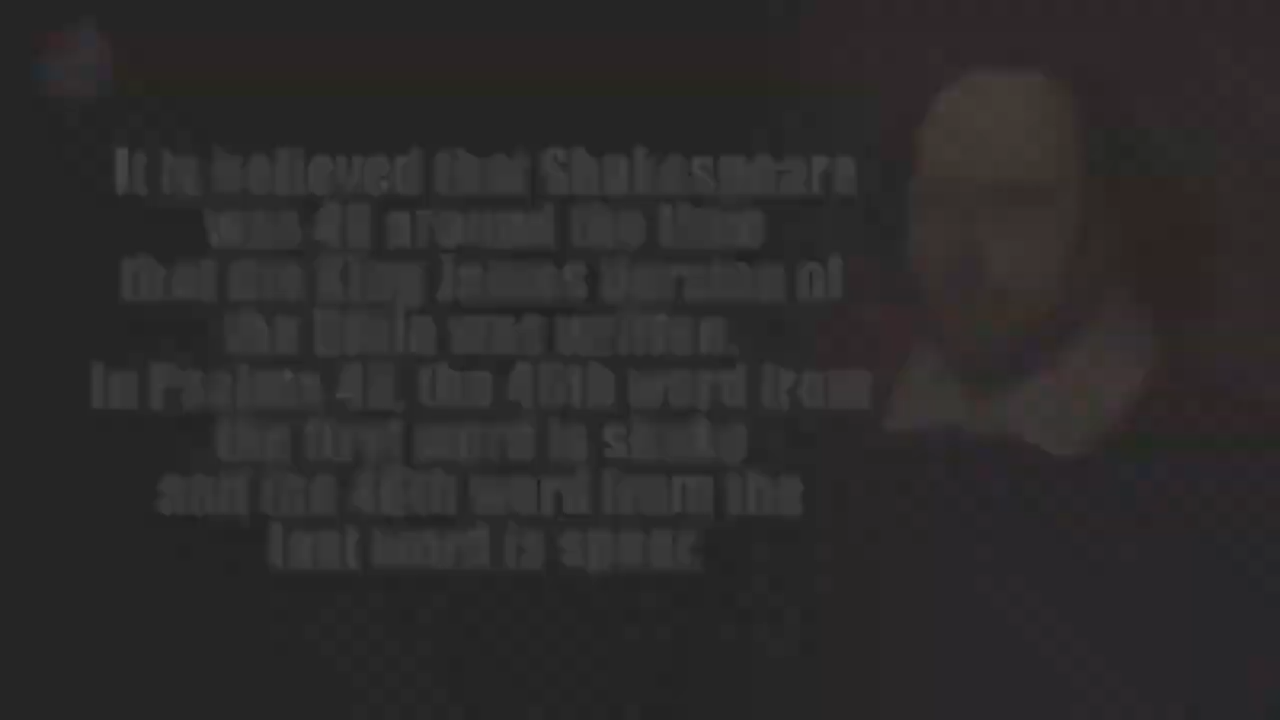 It is believed that Shakespeare
was 46 around the time
that the King James Version of
the Bible was written.
In Psalms 46, the 46th word from
the first word is shake
and the 46th word from the
last word is spear.